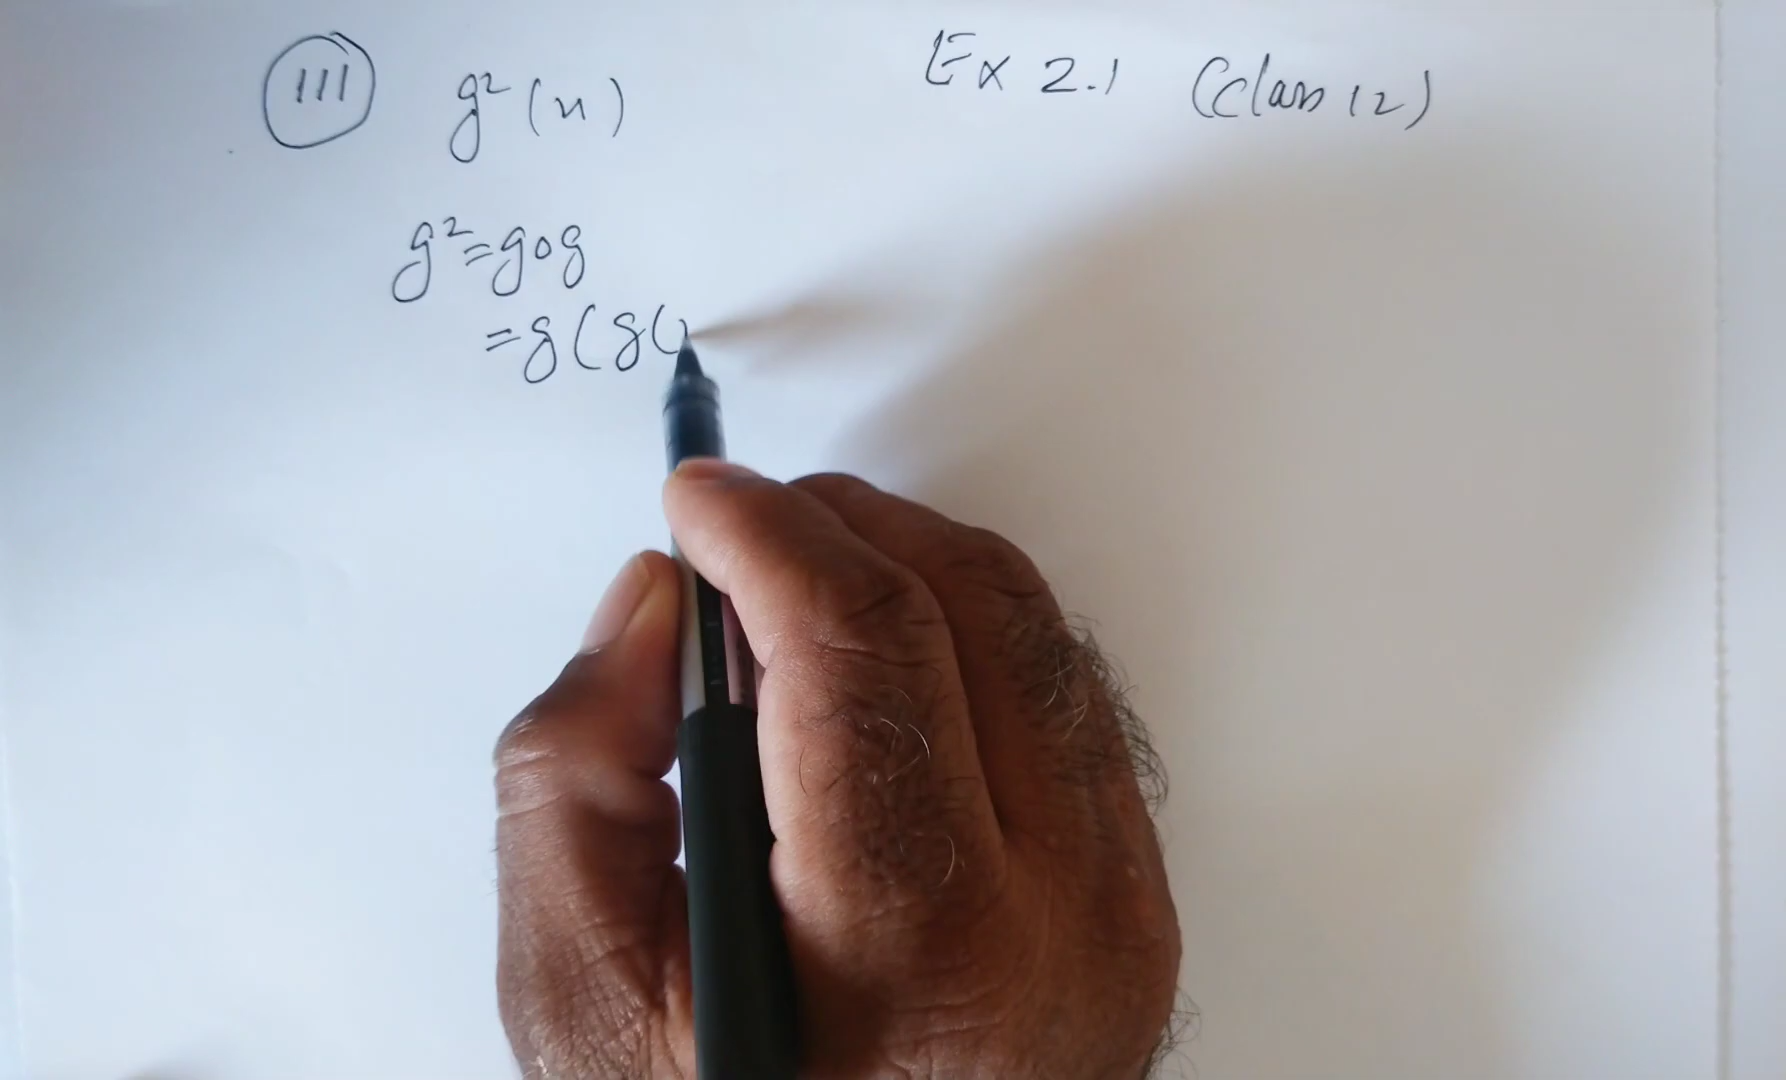 III g²(x) Ex 2.1 (Class 12)
g²=gog
=g(g(